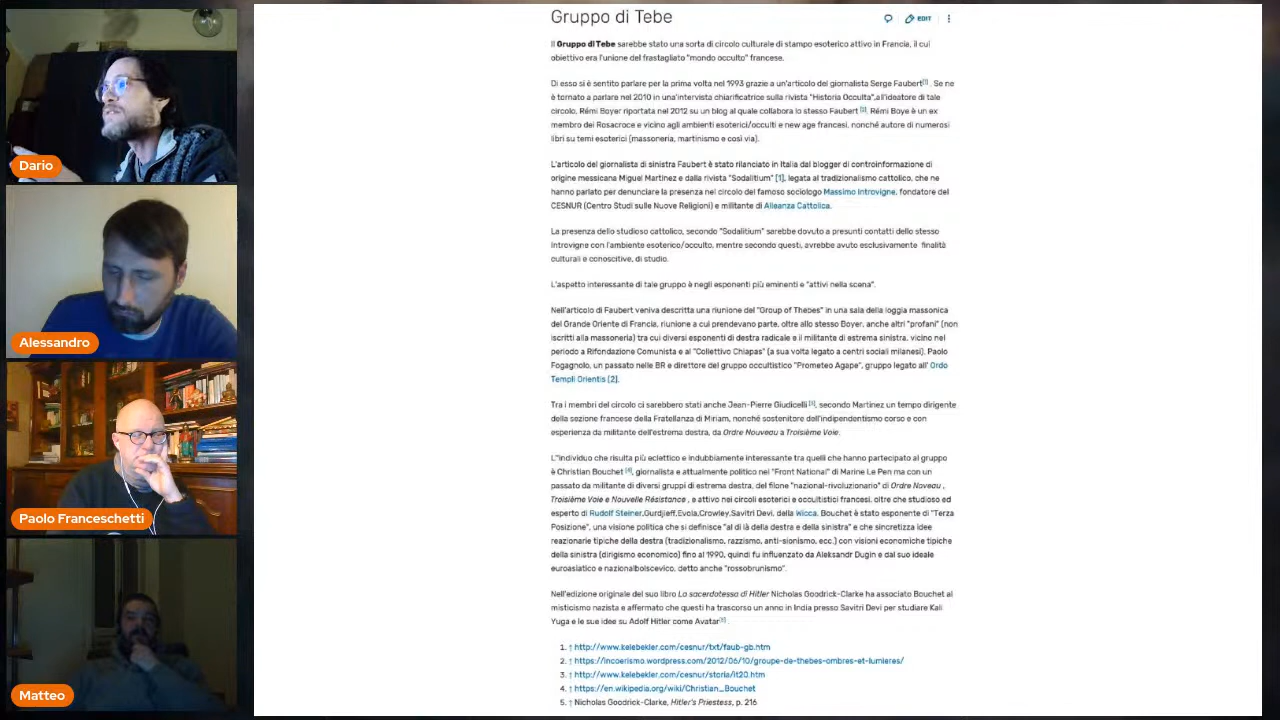 Gruppo di Tebe
EDIT
Il Gruppo di Tebe sarebbe stato una sorta di circolo culturale di stampo esoterico attivo in Francia, il cui
obiettivo era l'unione del frastagliato "mondo occulto" francese.
Di esso si è sentito parlare per la prima volta nel 1993 grazie a un'articolo del giornalista Serge Faubert[1] . Se ne
è tornato a parlare nel 2010 in una'intervista chiarificatrice sulla rivista "Historia Occulta",all'ideatore di tale
circolo, Rémi Boyer riportata nel 2012 su un blog al quale collabora lo stesso Faubert [2]. Rémi Boye è un ex
membro dei Rosacroce e vicino agli ambienti esoterici/occulti e new age francesi, nonché autore di numerosi
libri su temi esoterici (massoneria, martinismo e così via).
L'articolo del giornalista di sinistra Faubert è stato rilanciato in Italia dal blogger di controinformazione di
origine messicana Miguel Martinez e dalla rivista "Sodalitium" [1], legata al tradizionalismo cattolico, che ne
hanno parlato per denunciare la presenza nel circolo del famoso sociologo Massimo Introvigne, fondatore del
CESNUR (Centro Studi sulle Nuove Religioni) e militante di Alleanza Cattolica.
La presenza dello studioso cattolico, secondo "Sodalitium" sarebbe dovuto a presunti contatti dello stesso
Introvigne con l'ambiente esoterico/occulto, mentre secondo questi, avrebbe avuto esclusivamente finalità
culturali e conoscitive, di studio.
L'aspetto interessante di tale gruppo è negli esponenti più eminenti e "attivi nella scena".
Nell'articolo di Faubert veniva descritta una riunione del "Group of Thebes" in una sala della loggia massonica
del Grande Oriente di Francia, riunione a cui prendevano parte, oltre allo stesso Boyer, anche altri "profani" (non
iscritti alla massoneria) tra cui diversi esponenti di destra radicale e il militante di estrema sinistra, vicino nel
periodo a Rifondazione Comunista e al "Collettivo Chiapas" (a sua volta legato a centri sociali milanesi), Paolo
Fogagnolo, un passato nelle BR e direttore del gruppo occultistico "Prometeo Agape", gruppo legato all' Ordo
Templi Orientis [2].
Tra i membri del circolo ci sarebbero stati anche Jean-Pierre Giudicelli [3], secondo Martinez un tempo dirigente
della sezione francese della Fratellanza di Miriam, nonché sostenitore dell'indipendentismo corso e con
esperienza da militante dell'estrema destra, da Ordre Nouveau a Troisième Voie.
L''individuo che risulta più eclettico e indubbiamente interessante tra quelli che hanno partecipato al gruppo
è Christian Bouchet [4], giornalista e attualmente politico nel "Front National" di Marine Le Pen ma con un
passato da militante di diversi gruppi di estrema destra, del filone "nazional-rivoluzionario" di Ordre Noveau ,
Troisième Voie e Nouvelle Résistance , e attivo nei circoli esoterici e occultistici francesi, oltre che studioso ed
esperto di Rudolf Steiner,Gurdjieff,Evola,Crowley,Savitri Devi, della Wicca. Bouchet è stato esponente di "Terza
Posizione", una visione politica che si definisce "al di là della destra e della sinistra" e che sincretizza idee
reazionarie tipiche della destra (tradizionalismo, razzismo, anti-sionismo, ecc.) con visioni economiche tipiche
della sinistra (dirigismo economico) fino al 1990, quindi fu influenzato da Aleksandr Dugin e dal suo ideale
euroasiatico e nazionalbolscevico, detto anche "rossobrunismo".
Nell'edizione originale del suo libro La sacerdotessa di Hitler Nicholas Goodrick-Clarke ha associato Bouchet al
misticismo nazista e affermato che questi ha trascorso un anno in India presso Savitri Devi per studiare Kali
Yuga e le sue idee su Adolf Hitler come Avatar[5] .
1. ↑ http://www.kelebekler.com/cesnur/txt/faub-gb.htm
2. ↑ https://incoerismo.wordpress.com/2012/06/10/groupe-de-thebes-ombres-et-lumieres/
3. ↑ http://www.kelebekler.com/cesnur/storia/it20.htm
4. ↑ https://en.wikipedia.org/wiki/Christian_Bouchet
5. ↑ Nicholas Goodrick-Clarke, Hitler's Priestess, p. 216
Dario
Alessandro
Paolo Franceschetti
Matteo